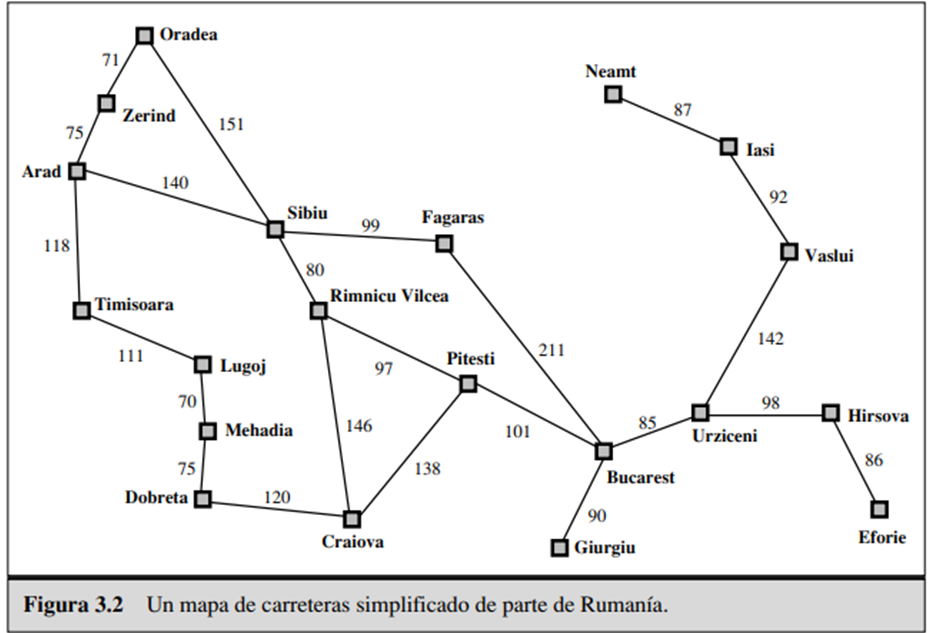 Oradea
71
Neamt
87
Zerind
151
75
Iasi
Arad
140
92
Sibiu
Fagaras
99
118
Vaslui
80
Timisoara
Rimnicu Vilcea
111
211
142
Pitesti
Lugoj
97
70
98
Mehadia
146
85
Hirsova
101
Urziceni
75
138
86
Bucarest
Dobreta
120
90
Craiova
Giurgiu
Eforie
Figura 3.2 Un mapa de carreteras simplificado de parte de Rumanía.